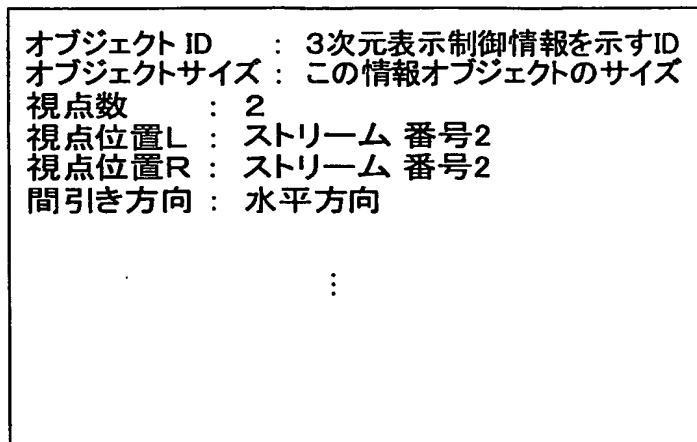 オブジェクト ID : 3次元表示制御情報を示すID
オブジェクトサイズ : この情報オブジェクトのサイズ
視点数 : 2
視点位置L : ストリーム 番号2
視点位置R : ストリーム 番号2
間引き方向 : 水平方向
⋮